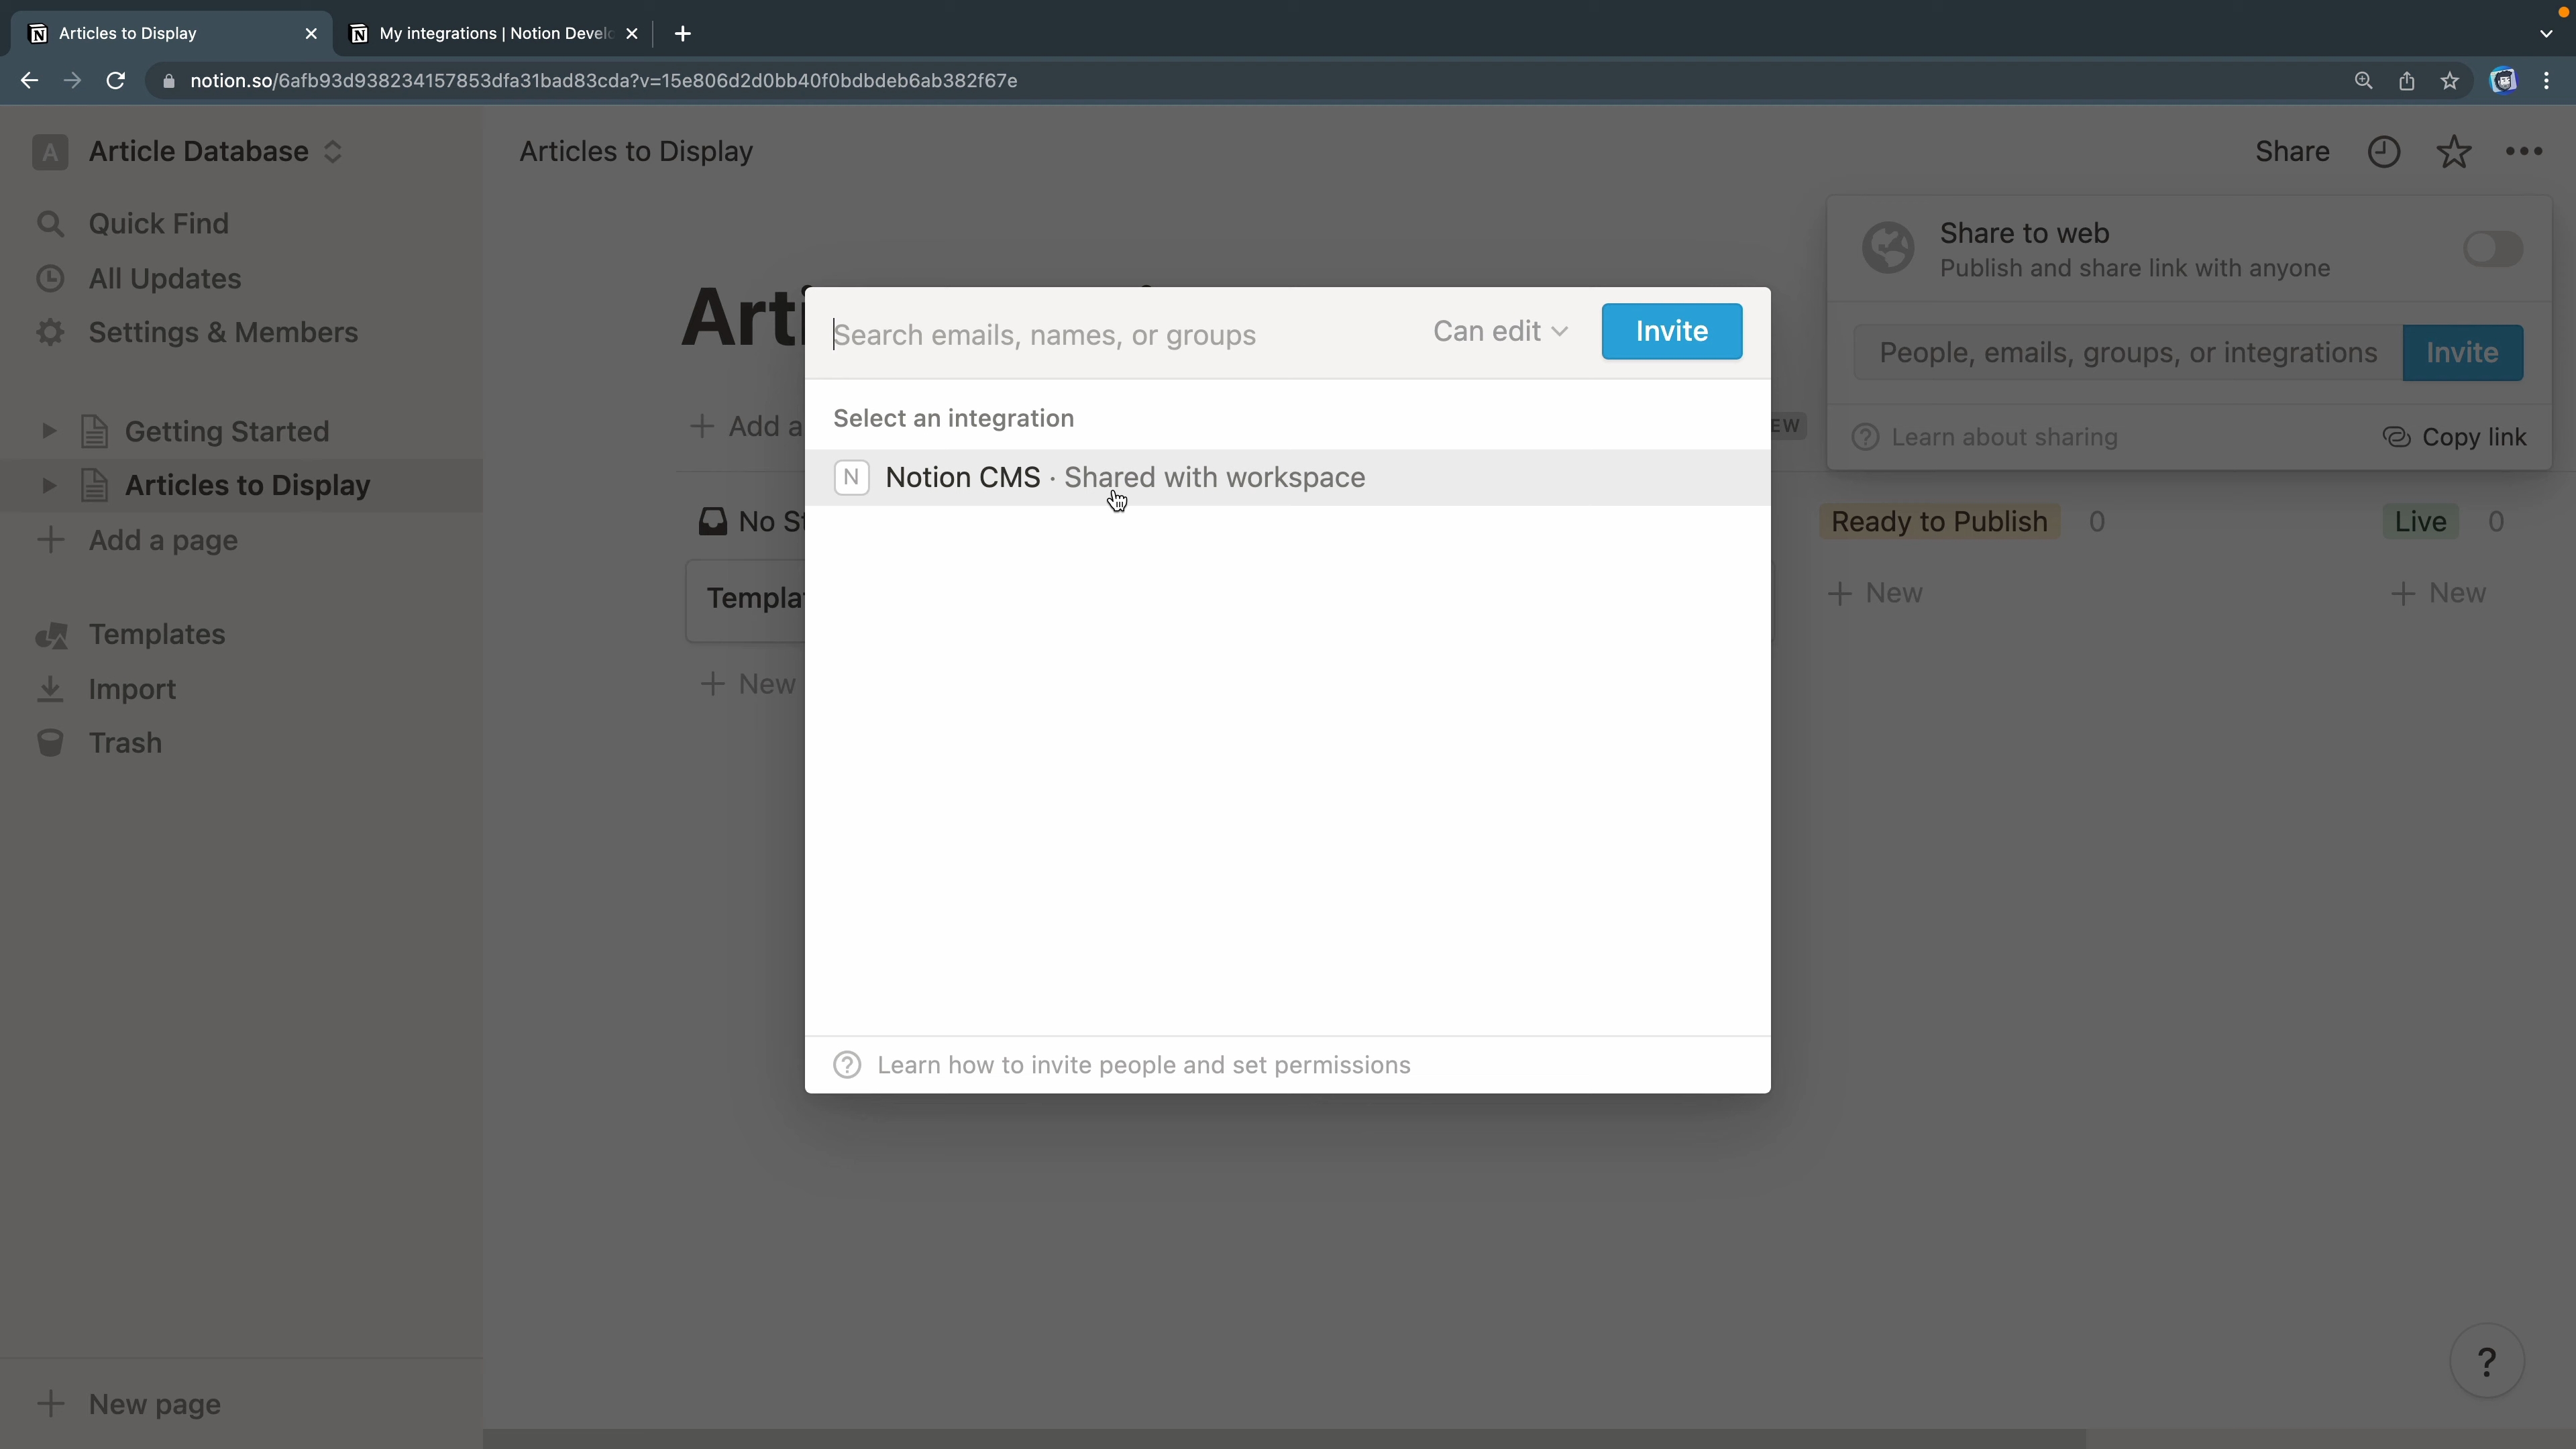 Articles to Display
My integrations | Notion Develo
notion.so/6afb93d938234157853dfa31bad83cda?v=15e806d2d0bb40f0bdbdeb6ab382f67e
A Article Database
Quick Find
All Updates
Settings & Members
Getting Started
Articles to Display
Add a page
Templates
Import
Trash
New page
Articles to Display
Share
Share to web
Publish and share link with anyone
People, emails, groups, or integrations Invite
Learn about sharing
Copy link
Arti
Add a
EW
No St
Templat
New
Ready to Publish 0
New
Live 0
New
Search emails, names, or groups
Can edit
Invite
Select an integration
N Notion CMS · Shared with workspace
Learn how to invite people and set permissions
?